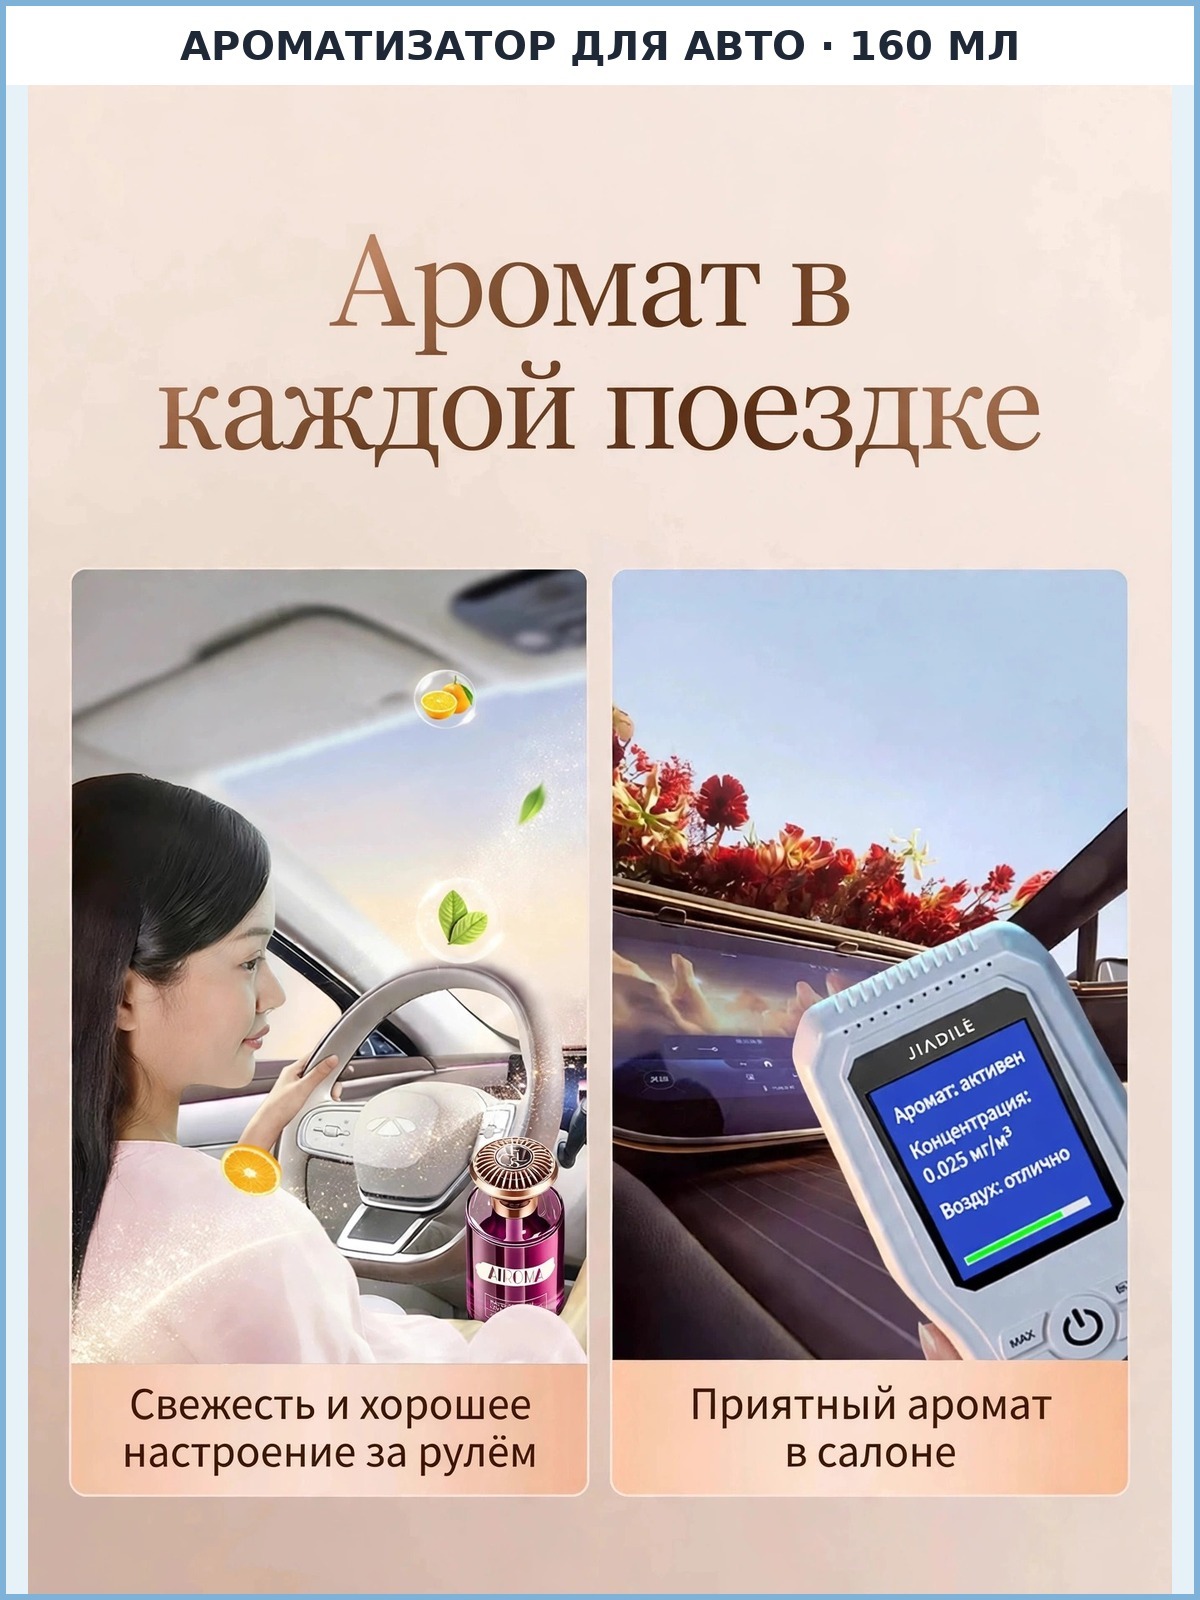 АРОМАТИЗАТОР ДЛЯ АВТО · 160 МЛ
Аромат в
каждой поездке
AIROMA
JIADILĒ
Аромат: активен
Концентрация:
0.025 мг/м³
Воздух: отлично
MAX
Свежесть и хорошее
настроение за рулём
Приятный аромат
в салоне